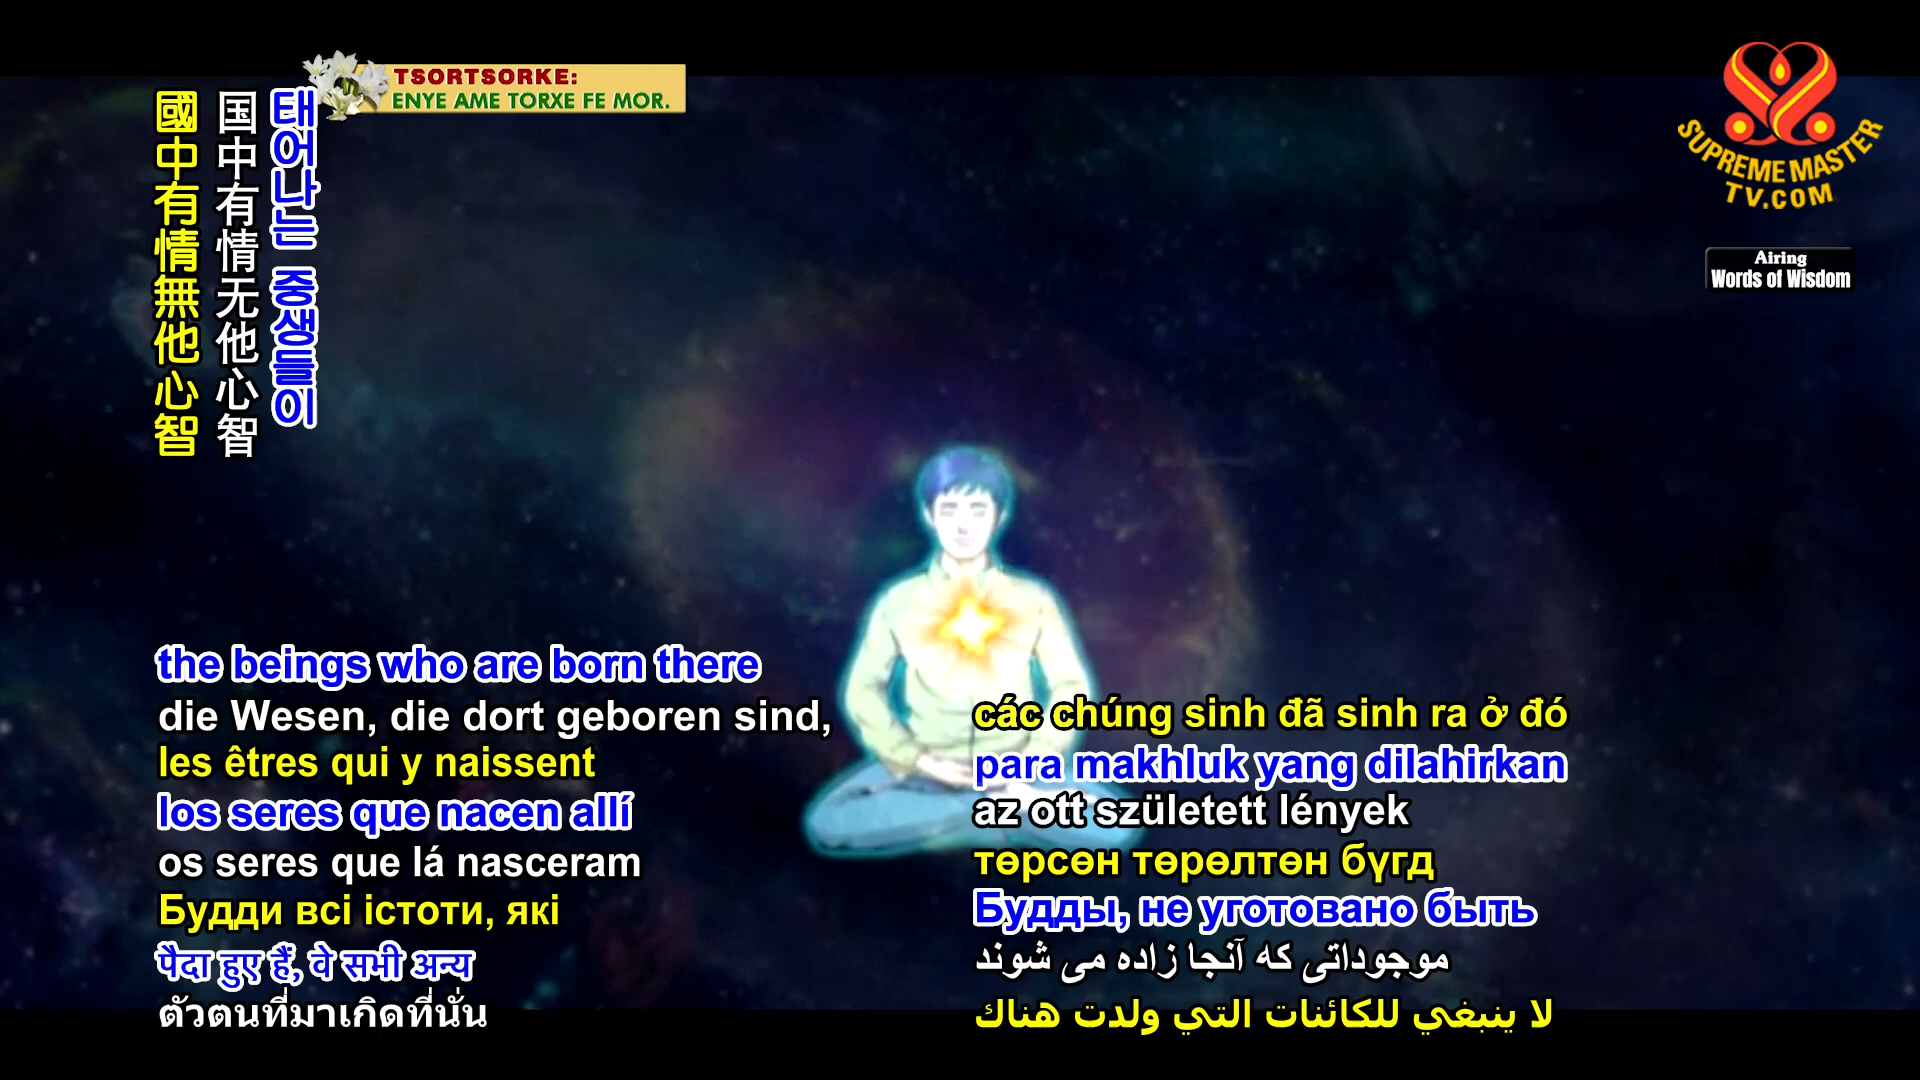 TSORTSORKE:
ENYE AME TORXE FE MOR.
SUPREME MASTER
TV.COM
Airing
Words of Wisdom
태어나는 중생들이
国中有情无他心智
國中有情無他心智
the beings who are born there
die Wesen, die dort geboren sind,
les êtres qui y naissent
los seres que nacen allí
os seres que lá nasceram
Будди всі істоти, які
पैदा हुए हैं, वे सभी अन्य
ตัวตนที่มาเกิดที่นั่น
các chúng sinh đã sinh ra ở đó
para makhluk yang dilahirkan
az ott született lények
төрсөн төрөлтөн бүгд
Будды, не уготовано быть
موجوداتی که آنجا زاده می شوند
لا ينبغي للكائنات التي ولدت هناك